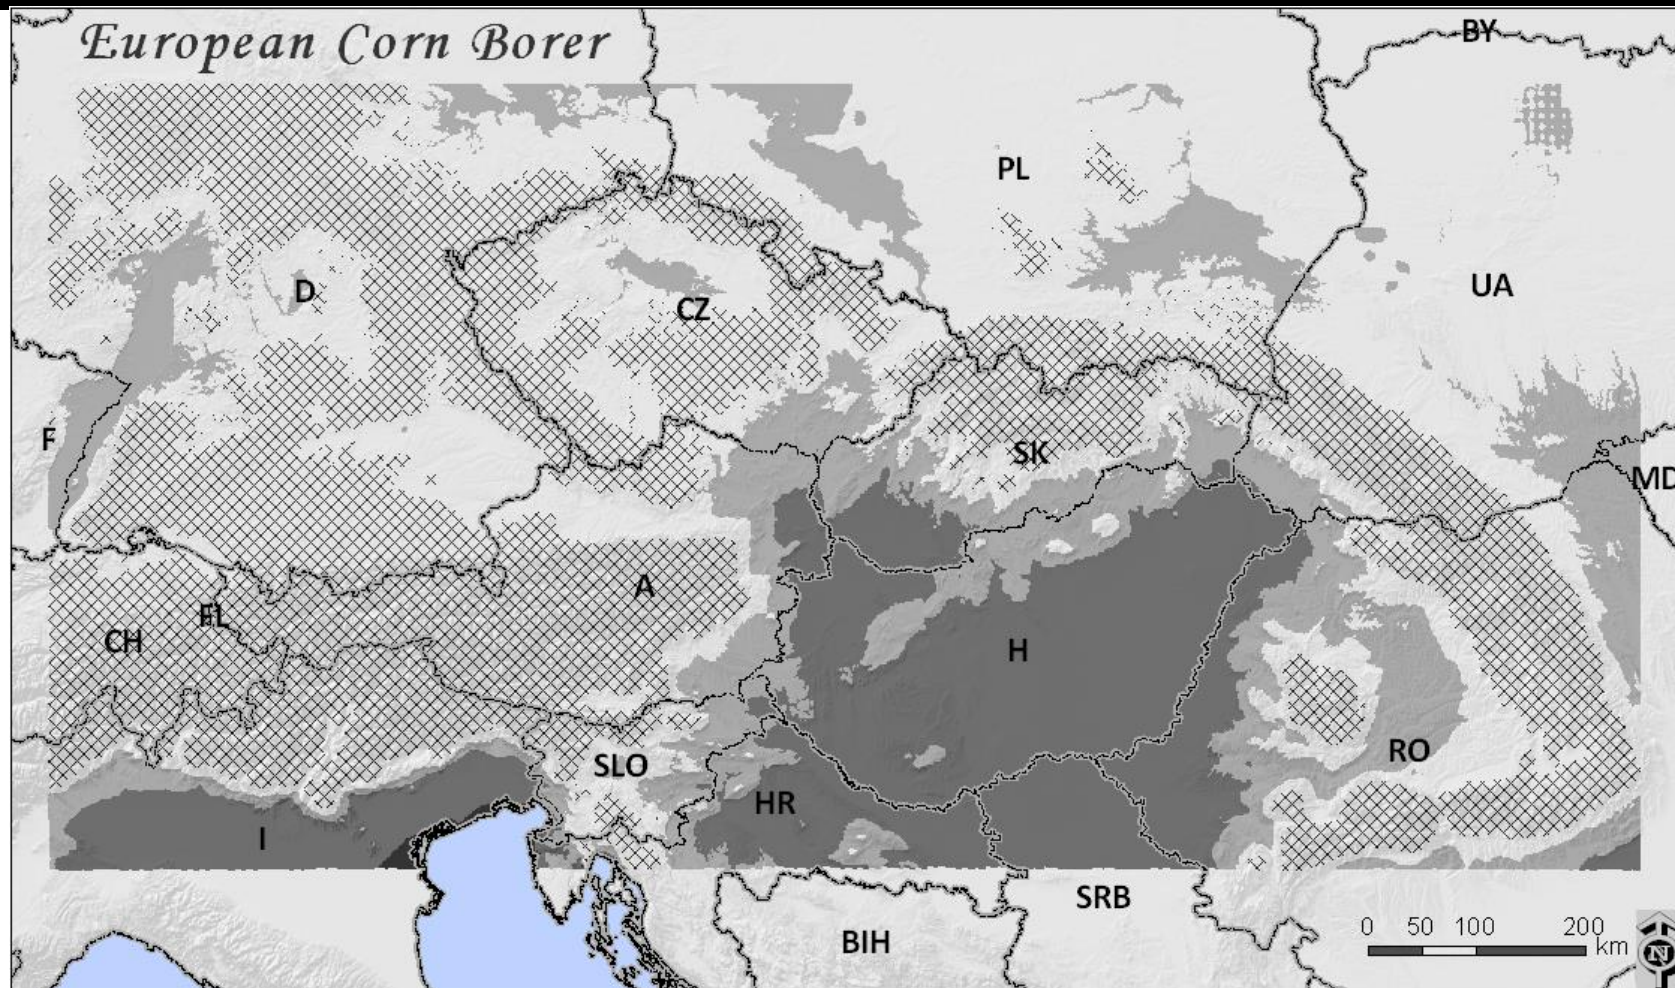 European Corn Borer
BY
PL
D
UA
CZ
F
SK
MD
A
FL
CH
H
RO
SLO
HR
I
SRB
BIH
0 50 100 200
km
N